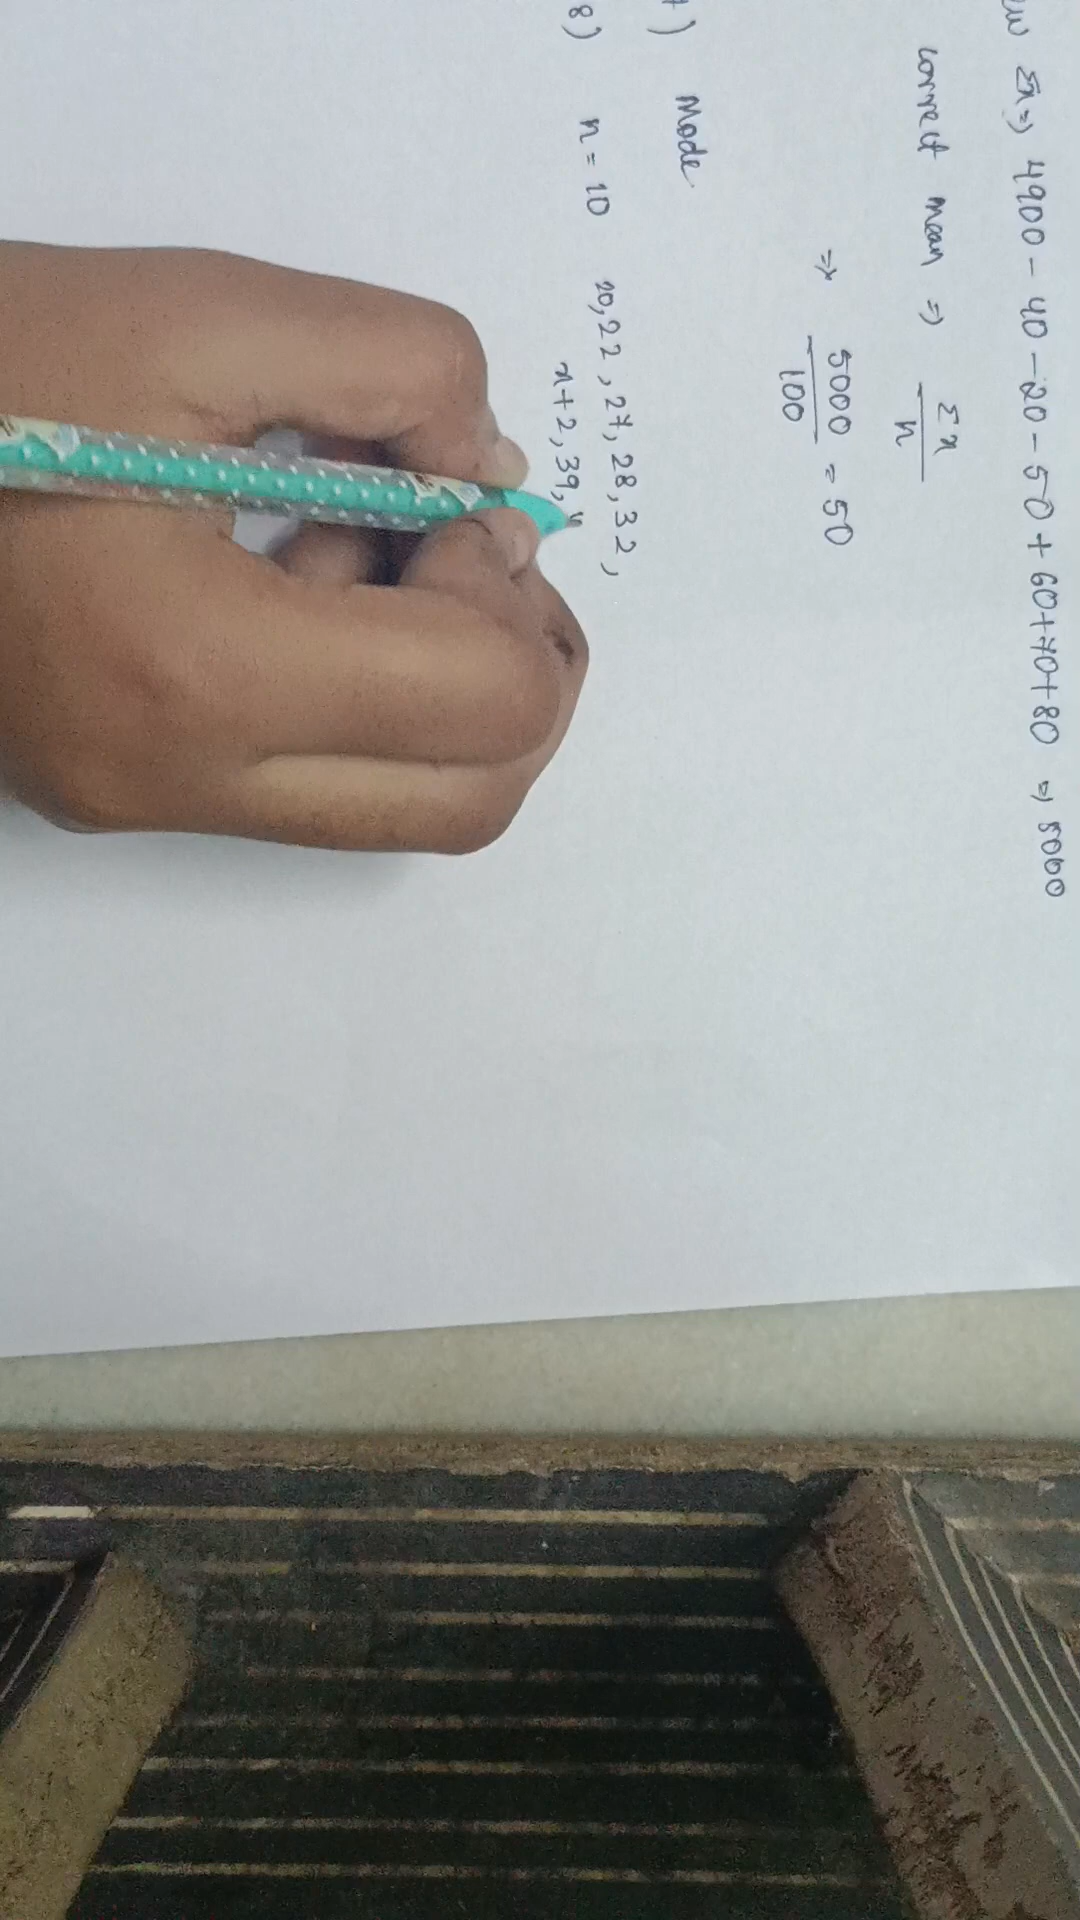 Σx ⇒ 4900 - 40 - 20 - 50 + 60+70+80 ⇒ 5000
correct mean ⇒ Σx/n
⇒ 5000/100 = 50
7) Mode
8) n = 10 20, 22, 27, 28, 32,
x+2, 39,